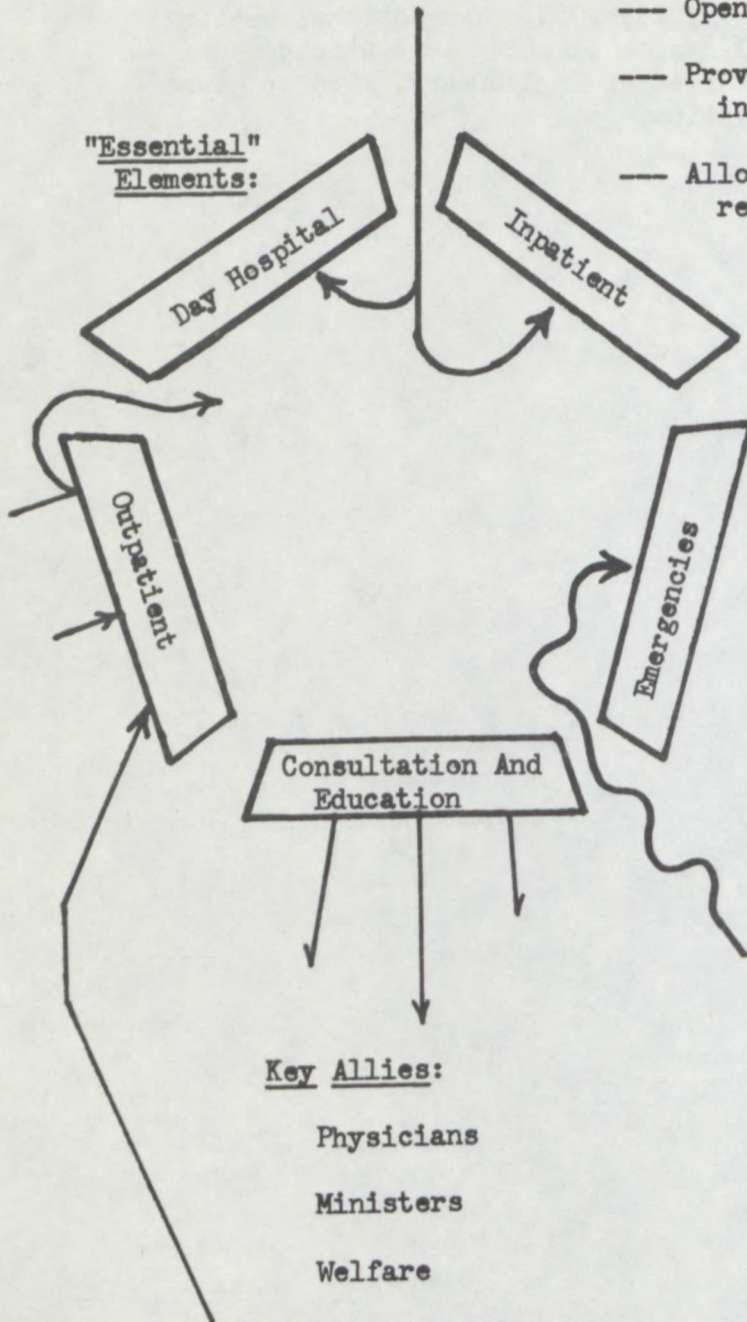 --- Open
--- Prov
in
"Essential"
Elements:
--- Allo
re
Day Hospital
Inpatient
Outpatient
Emergencies
Consultation And
Education
Key Allies:
Physicians
Ministers
Welfare